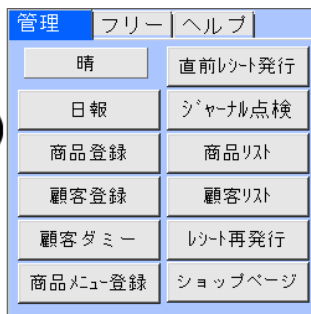 管理 フリー ヘルプ
晴 直前ﾚｼｰﾄ発行
日報 ｼﾞｬｰﾅﾙ点検
商品登録 商品ﾘｽﾄ
顧客登録 顧客ﾘｽﾄ
顧客ダミー ﾚｼｰﾄ再発行
商品ﾒﾆｭｰ登録 ショップページ